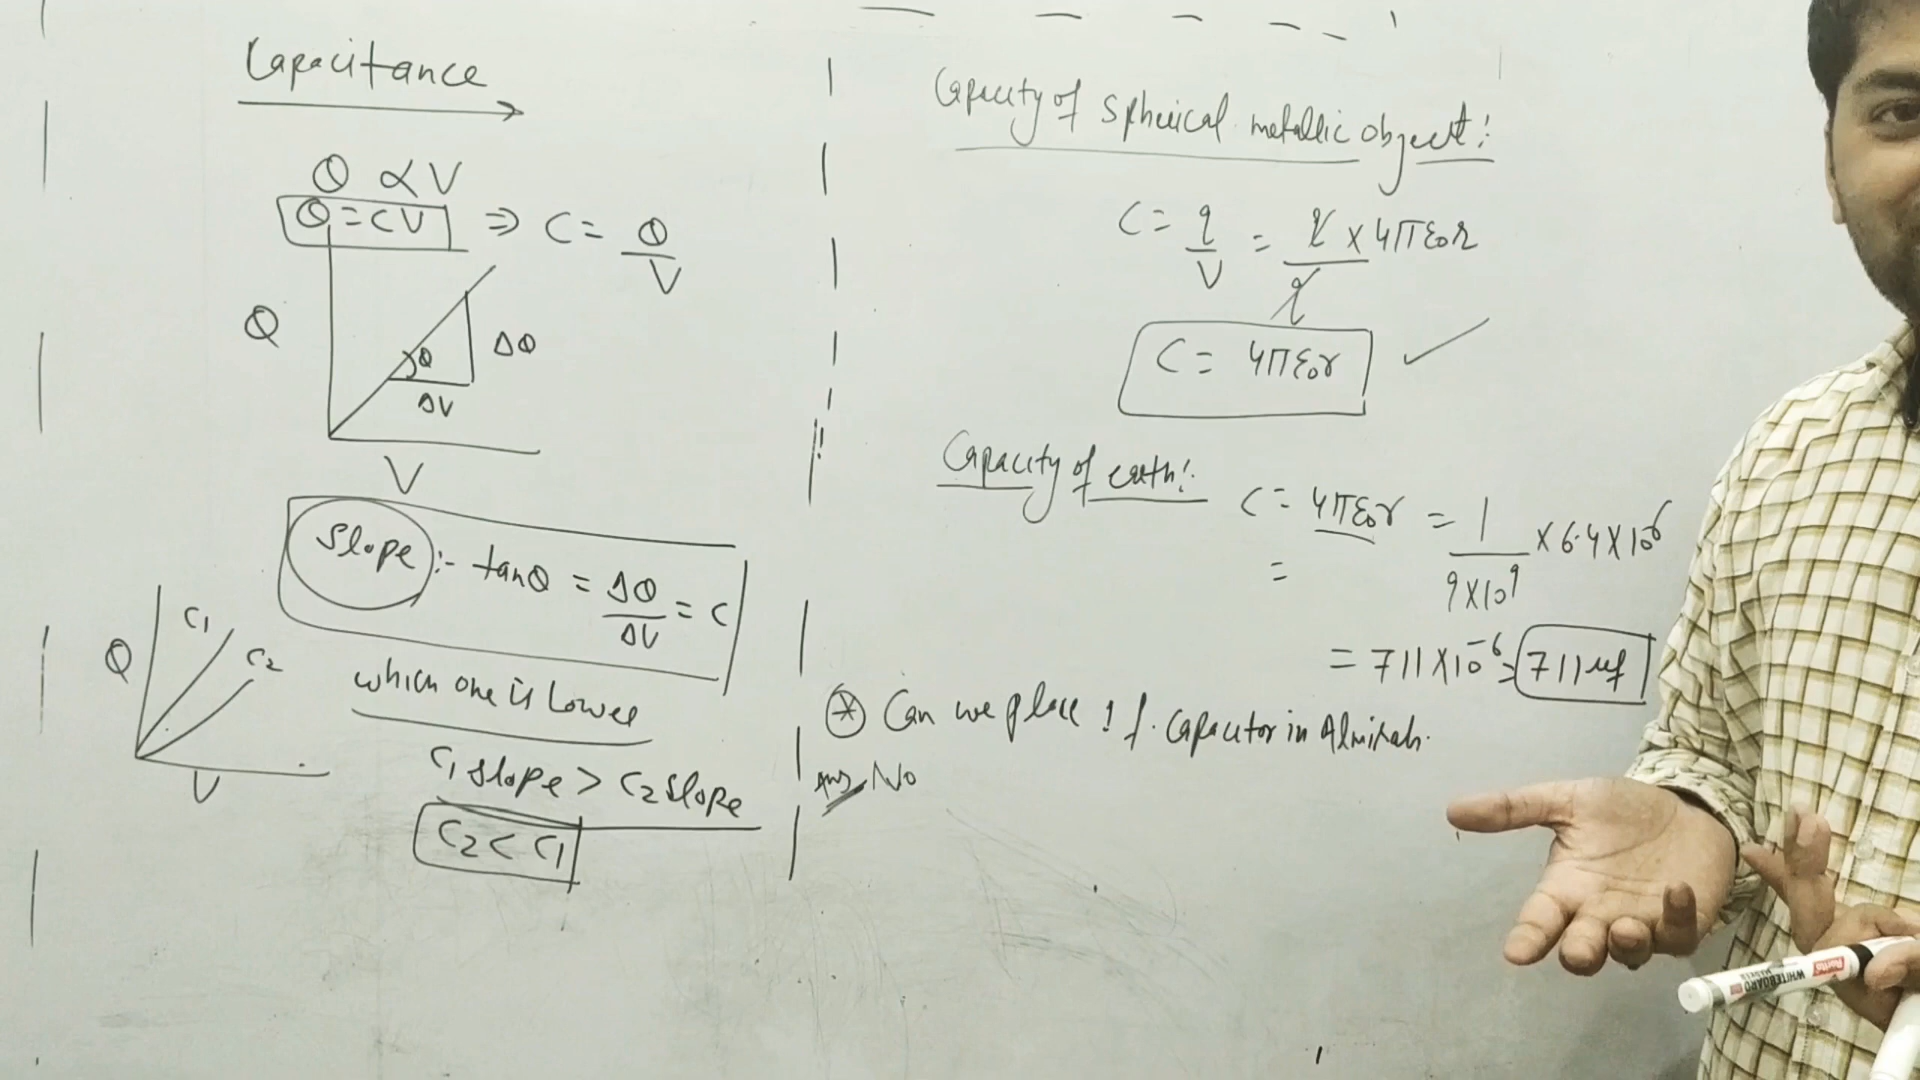 Capacitance
Q ∝ V
Q = CV ⇒ C = Q/V
Q
θ
ΔQ
ΔV
V
Slope :- tanθ = ΔQ/ΔV = C
Q
C1
C2
V
which one is lower
C1 slope > C2 slope
C2 < C1
Capacity of spherical metallic object :
C = q/V = q × 4πε0r / q
C = 4πε0r ✓
Capacity of earth :
C = 4πε0r = 1/9×10^9 × 6.4×10^6
=
= 711×10^-6 = 711 μf
* Can we place 1 f. capacitor in Almirah.
Ans No
WHITEBOARD
MARKER